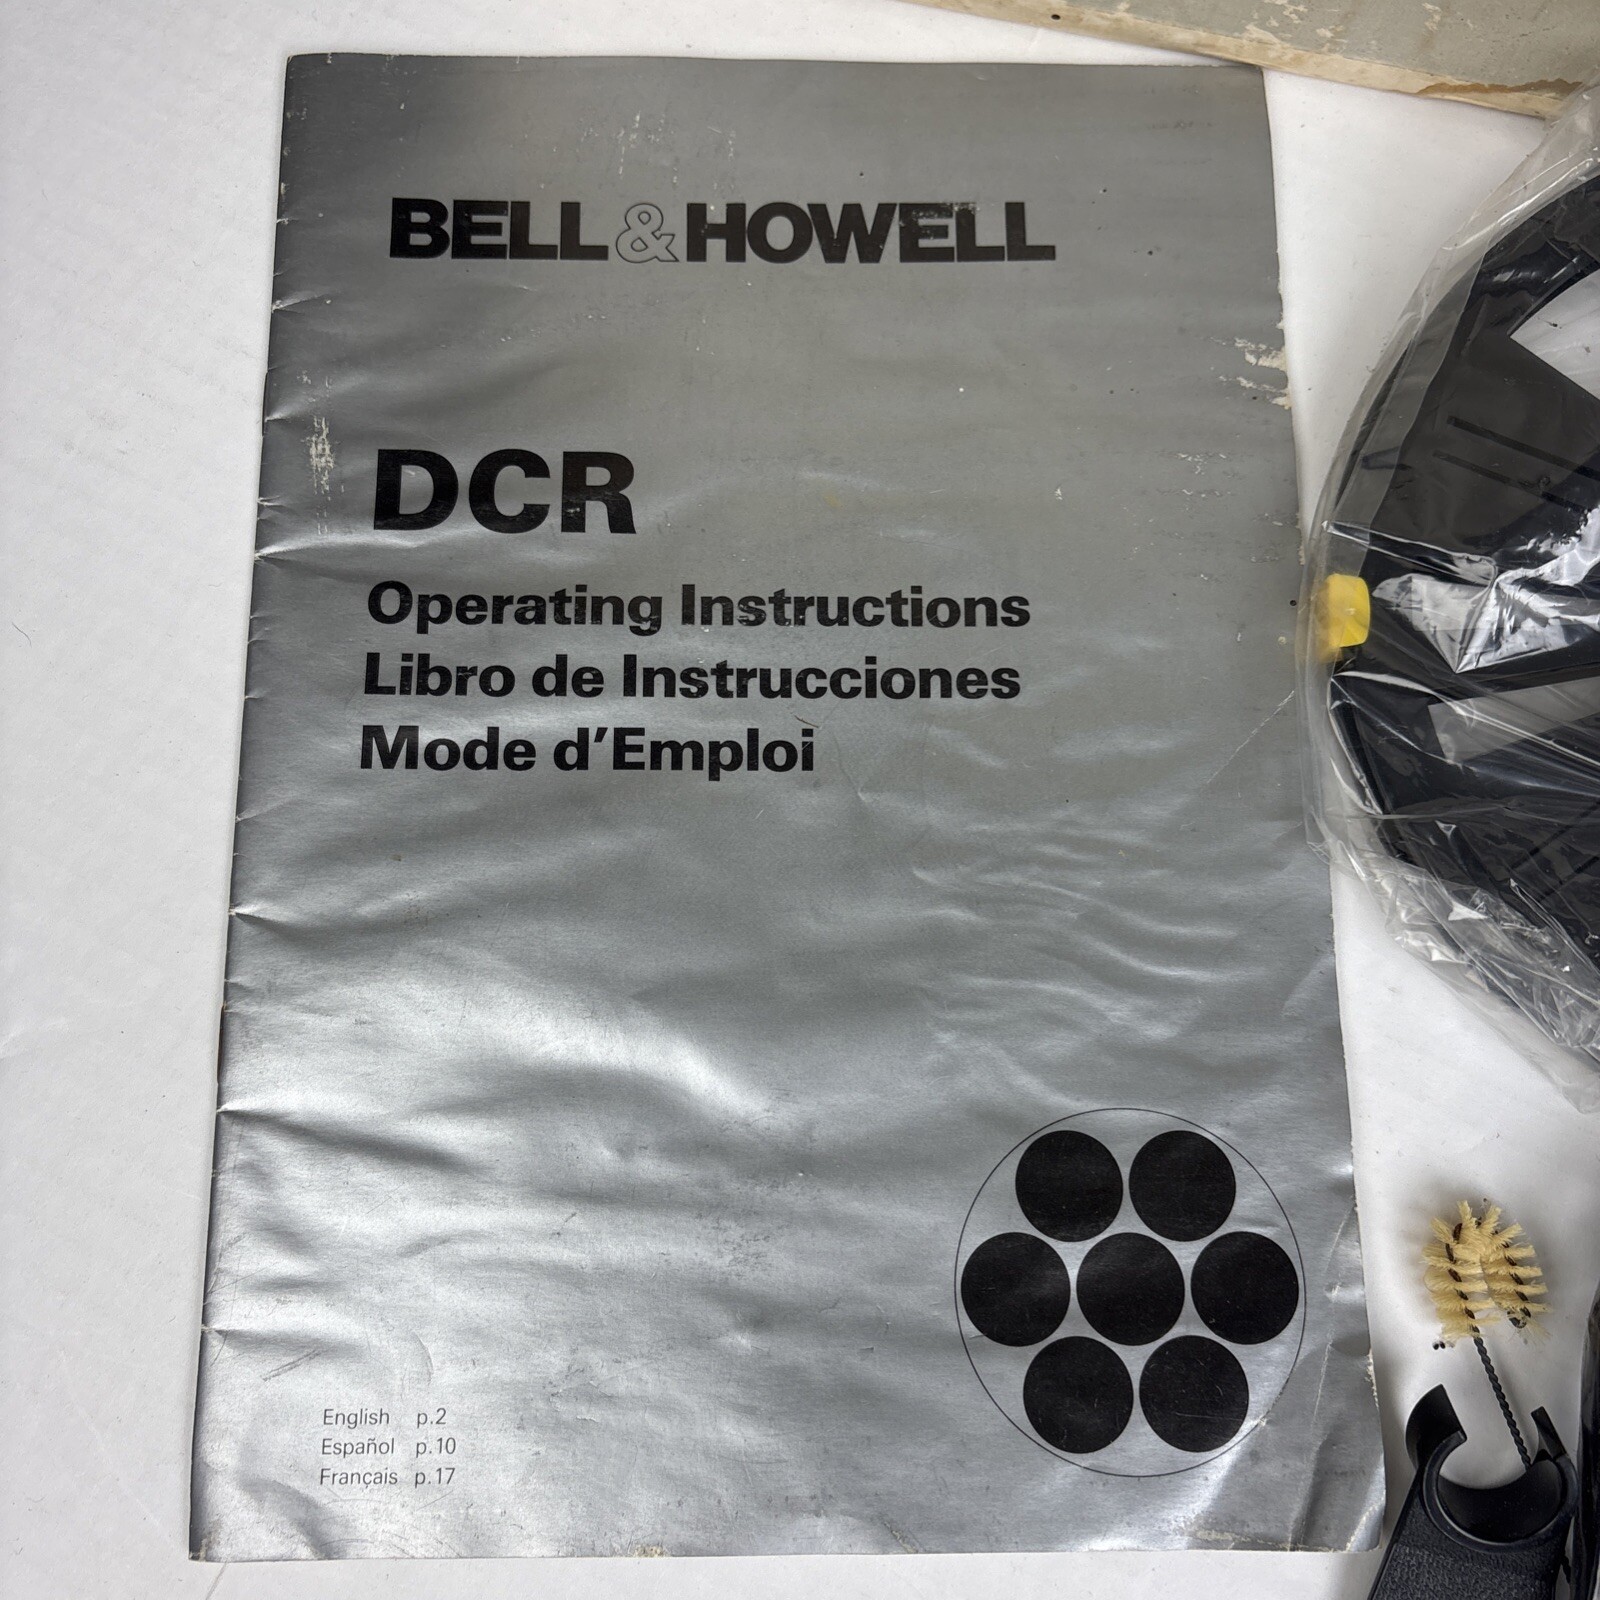 BELL & HOWELL
DCR
Operating Instructions
Libro de Instrucciones
Mode d'Emploi
English p.2
Español p.10
Français p.17